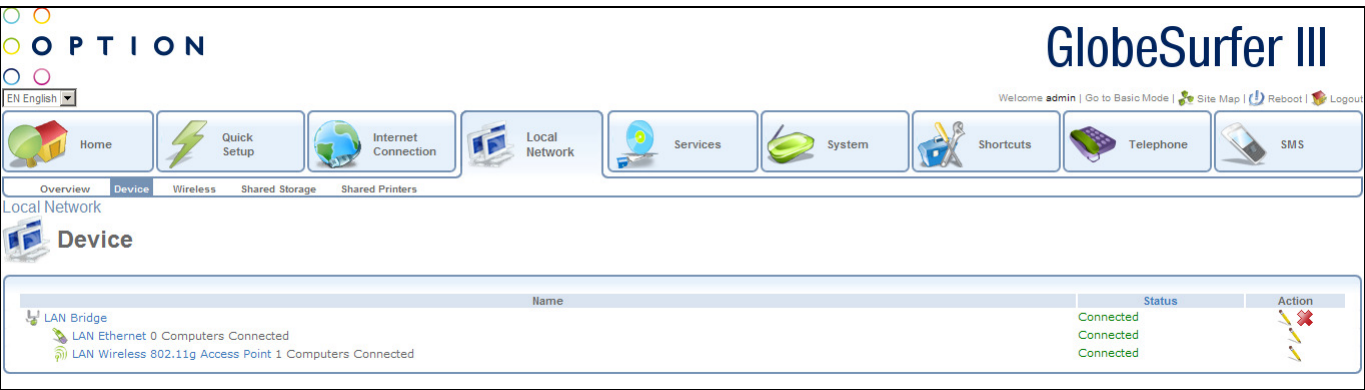 OPTION
GlobeSurfer III
EN English
Welcome admin | Go to Basic Mode | Site Map | Reboot | Logout
Home
Quick Setup
Internet Connection
Local Network
Services
System
Shortcuts
Telephone
SMS
Overview Device Wireless Shared Storage Shared Printers
Local Network
Device
Name Status Action
LAN Bridge Connected
LAN Ethernet 0 Computers Connected Connected
LAN Wireless 802.11g Access Point 1 Computers Connected Connected